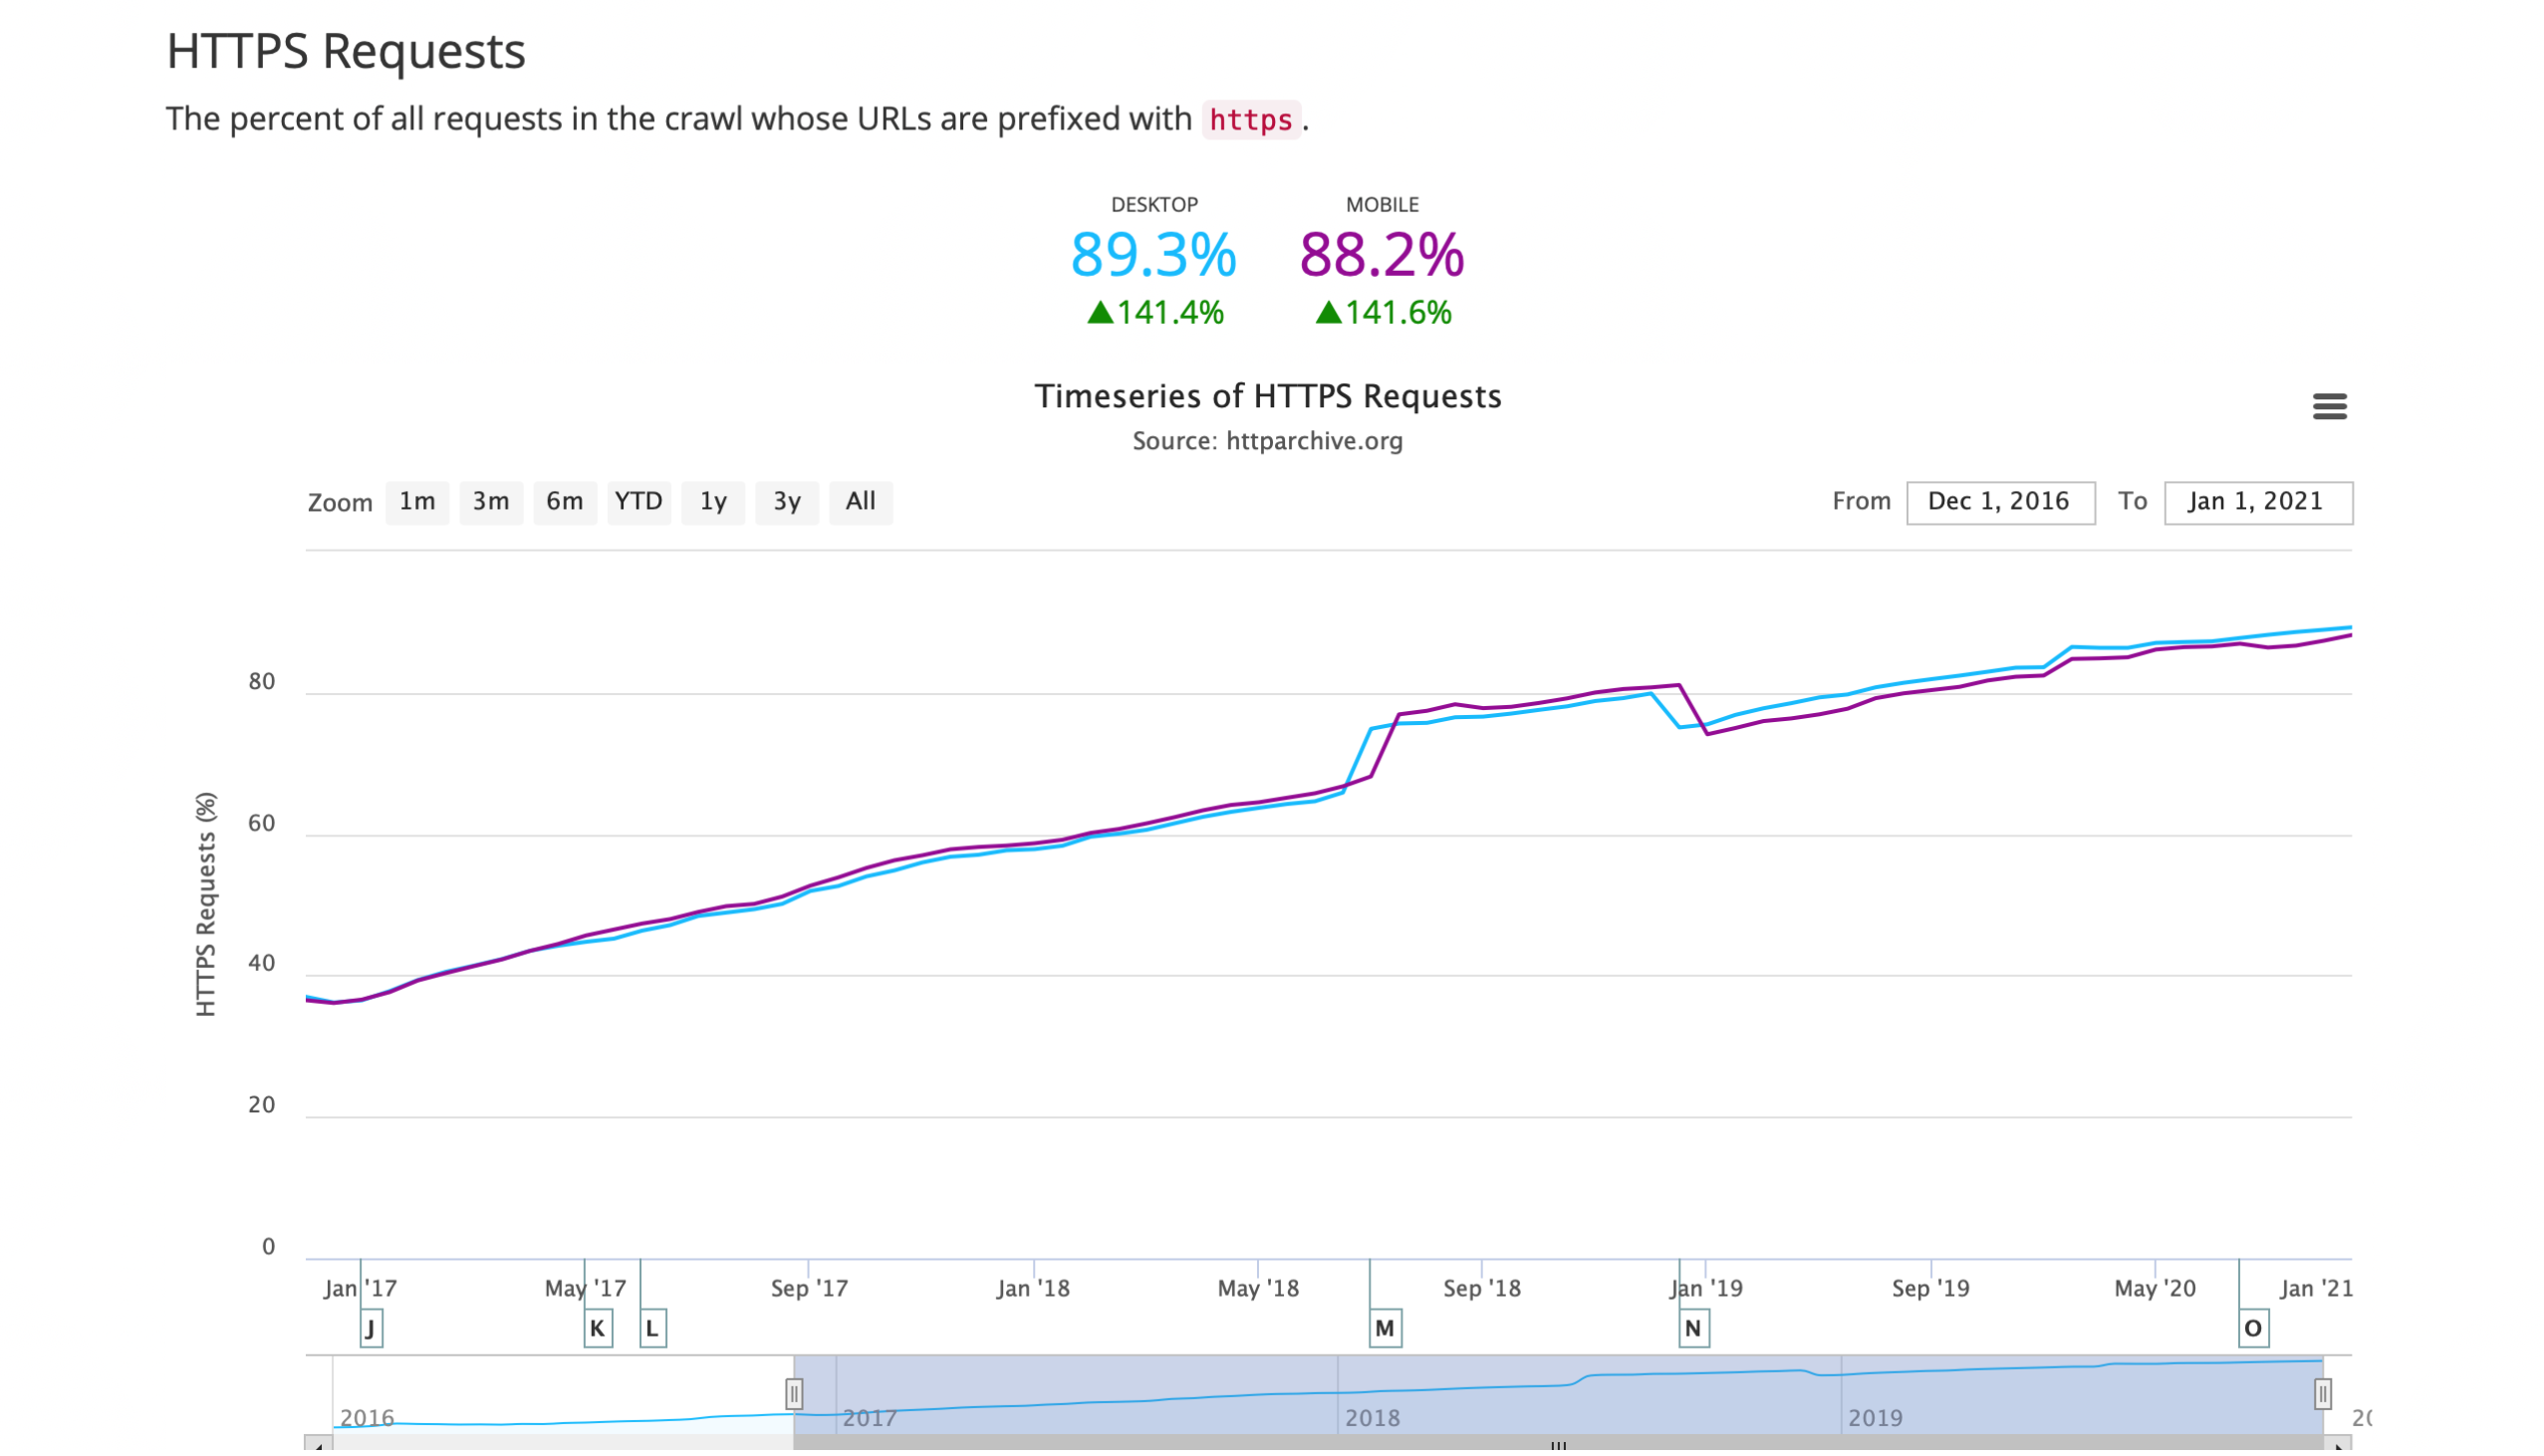 HTTPS Requests
The percent of all requests in the crawl whose URLs are prefixed with https.
DESKTOP MOBILE
89.3% 88.2%
▲141.4% ▲141.6%
Timeseries of HTTPS Requests
Source: httparchive.org
Zoom 1m 3m 6m YTD 1y 3y All From Dec 1, 2016 To Jan 1, 2021
HTTPS Requests (%)
80
60
40
20
0
Jan '17 May '17 Sep '17 Jan '18 May '18 Sep '18 Jan '19 Sep '19 May '20 Jan '21
J K L M N O
2016 2017 2018 2019